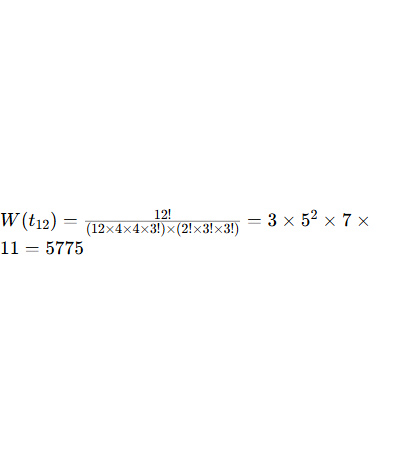 W(t₁₂) = 12! / (12×4×4×3!)×(2!×3!×3!) = 3 × 5² × 7 ×
11 = 5775